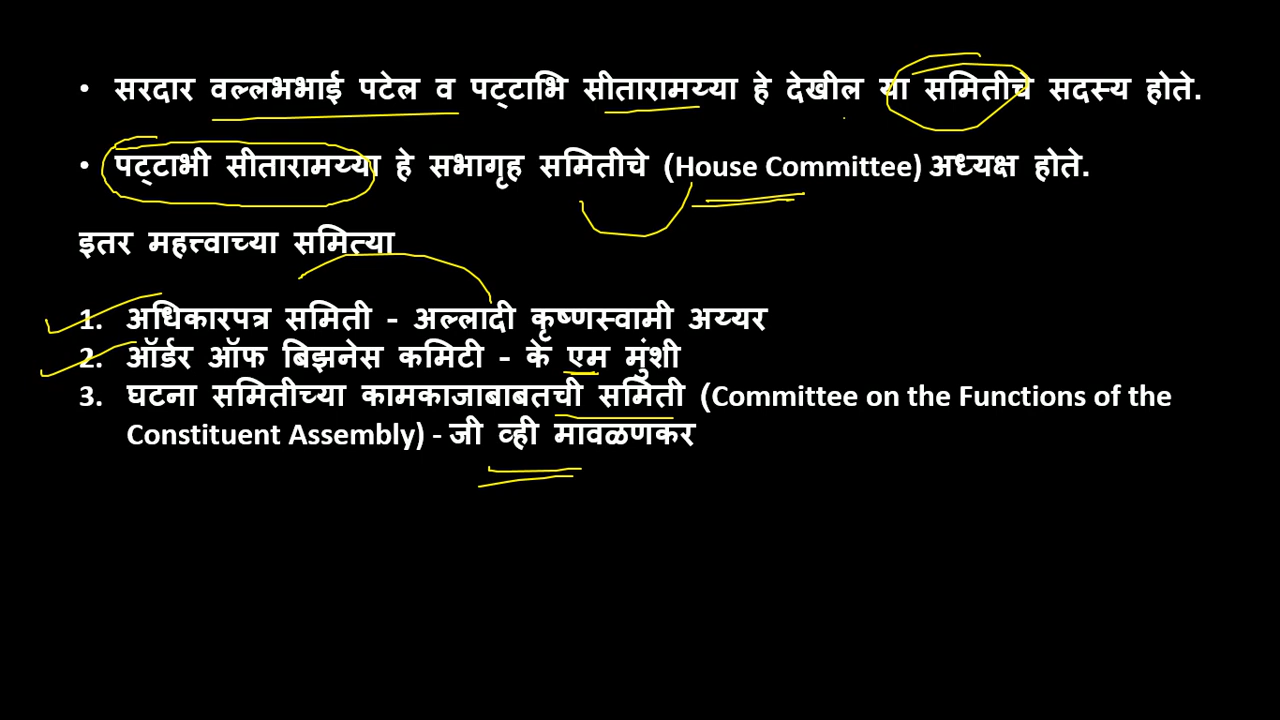 • सरदार वल्लभभाई पटेल व पट्टाभि सीतारामय्या हे देखील या समितीचे सदस्य होते.
• पट्टाभी सीतारामय्या हे सभागृह समितीचे (House Committee) अध्यक्ष होते.
इतर महत्त्वाच्या समित्या
1. अधिकारपत्र समिती - अल्लादी कृष्णस्वामी अय्यर
2. ऑर्डर ऑफ बिझनेस कमिटी - के एम मुंशी
3. घटना समितीच्या कामकाजाबाबतची समिती (Committee on the Functions of the
Constituent Assembly) - जी व्ही मावळणकर